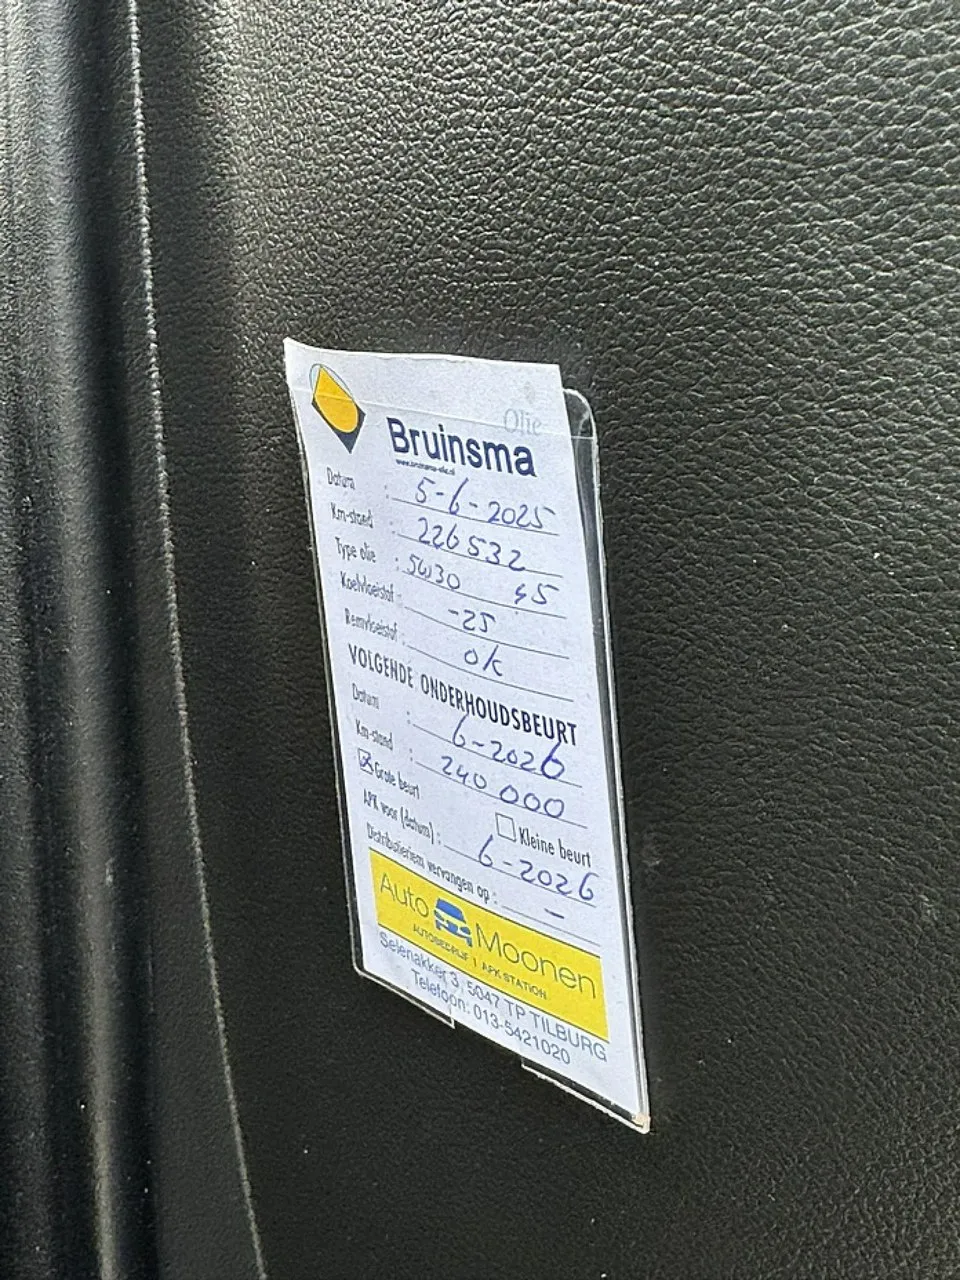 Olie
Bruinsma
www.bruinsma-olie.nl
Datum : 5-6-2025
Km-stand : 226532
Type olie : 5W30 4,5
Koelvloeistof : -25
Remvloeistof : ok
VOLGENDE ONDERHOUDSBEURT
Datum : 6-2026
Km-stand : 240 000
☒ Grote beurt ☐ Kleine beurt
APK voor (datum) : 6-2026
Distributieriem vervangen op : -
Auto Moonen
AUTOBEDRIJF / APK STATION
Selenakker 3, 5047 TP TILBURG
Telefoon: 013-5421020